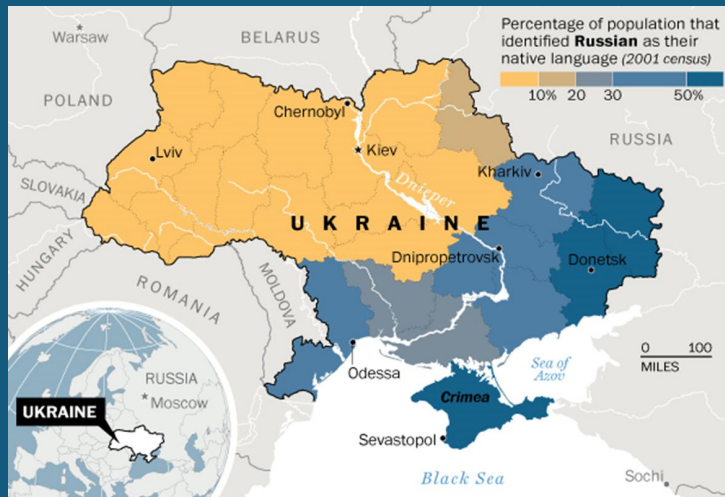 Percentage of population that
identified Russian as their
native language (2001 census)
10% 20 30 50%
Warsaw
BELARUS
POLAND
Chernobyl
RUSSIA
Lviv
Kiev
Kharkiv
SLOVAKIA
Dnieper
UKRAINE
HUNGARY
Dnipropetrovsk
Donetsk
MOLDOVA
ROMANIA
Odessa
Sea of
Azov
0 100
MILES
RUSSIA
Moscow
UKRAINE
Crimea
Sevastopol
Black Sea
Sochi